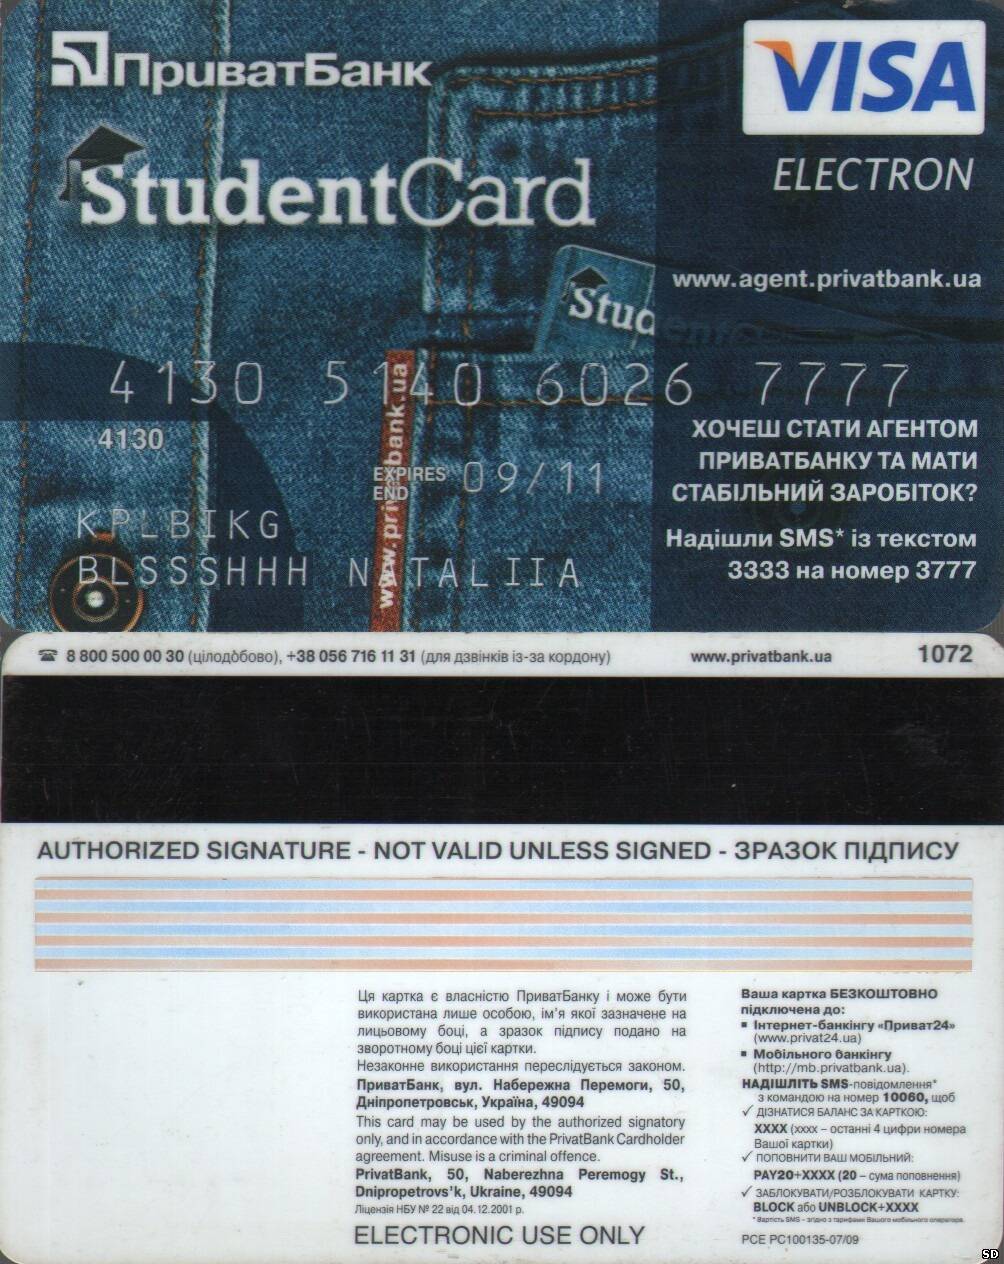 ПриватБанк
VISA
StudentCard
ELECTRON
www.agent.privatbank.ua
Stud
4130 5140 6026 7777
4130
www.privatbank.ua
EXPIRES
END
09/11
ХОЧЕШ СТАТИ АГЕНТОМ
ПРИВАТБАНКУ ТА МАТИ
СТАБІЛЬНИЙ ЗАРОБІТОК?
Надішли SMS* із текстом
3333 на номер 3777
KPLBIKG
BLSSSHHH NATALIIA
☎ 8 800 500 00 30 (цілодобово), +38 056 716 11 31 (для дзвінків із-за кордону) www.privatbank.ua 1072
AUTHORIZED SIGNATURE - NOT VALID UNLESS SIGNED - ЗРАЗОК ПІДПИСУ
Ця картка є власністю ПриватБанку і може бути
використана лише особою, ім'я якої зазначене на
лицьовому боці, а зразок підпису подано на
зворотному боці цієї картки.
Незаконне використання переслідується законом.
ПриватБанк, вул. Набережна Перемоги, 50,
Дніпропетровськ, Україна, 49094
This card may be used by the authorized signatory
only, and in accordance with the PrivatBank Cardholder
agreement. Misuse is a criminal offence.
PrivatBank, 50, Naberezhna Peremogy St.,
Dnipropetrovs'k, Ukraine, 49094
Ліцензія НБУ № 22 від 04.12.2001 р.
ELECTRONIC USE ONLY
Ваша картка БЕЗКОШТОВНО
підключена до:
▪ Інтернет-банкінгу «Приват24»
(www.privat24.ua)
▪ Мобільного банкінгу
(http://mb.privatbank.ua).
НАДІШЛІТЬ SMS-повідомлення*
з командою на номер 10060, щоб
✓ ДІЗНАТИСЯ БАЛАНС ЗА КАРТКОЮ:
XXXX (xxxx – останні 4 цифри номера
Вашої картки)
✓ ПОПОВНИТИ ВАШ МОБІЛЬНИЙ:
PAY20+XXXX (20 – сума поповнення)
✓ ЗАБЛОКУВАТИ/РОЗБЛОКУВАТИ КАРТКУ:
BLOCK або UNBLOCK+XXXX
* Вартість SMS – згідно з тарифами Вашого мобільного оператора.
PCE PC100135-07/09
SD